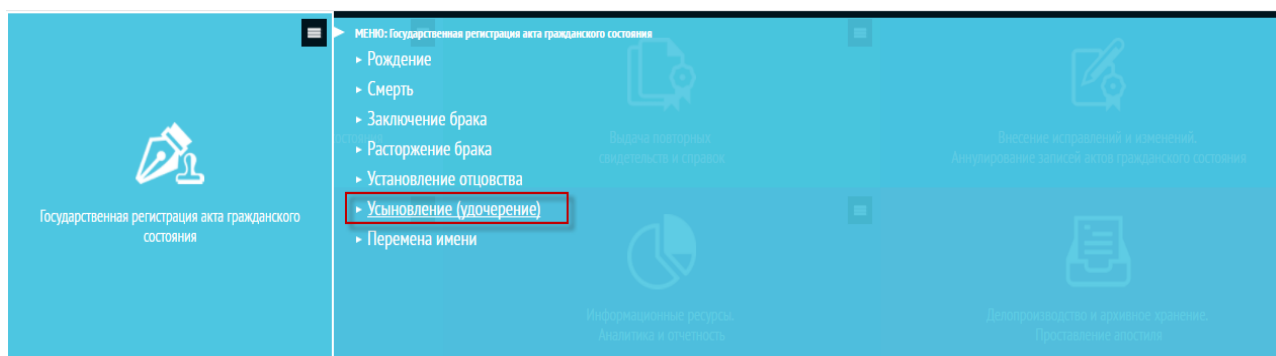 МЕНЮ: Государственная регистрация акта гражданского состояния
Рождение
Смерть
Заключение брака
Расторжение брака
Установление отцовства
Усыновление (удочерение)
Перемена имени
Государственная регистрация акта гражданского
состояния
состояния
Выдача повторных
свидетельств и справок
Внесение исправлений и изменений.
Аннулирование записей актов гражданского состояния
Информационные ресурсы.
Аналитика и отчетность
Делопроизводство и архивное хранение.
Проставление апостиля